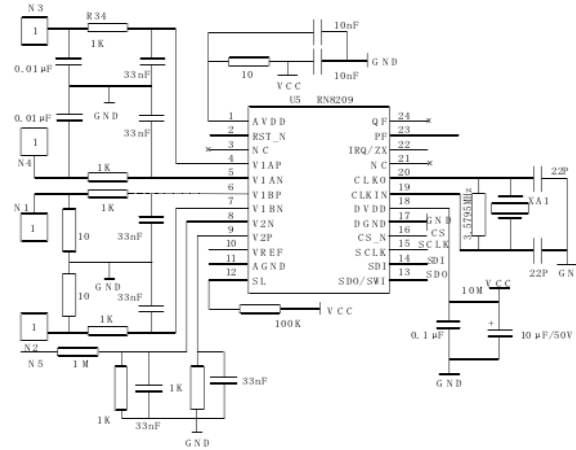 N3
R34
1
1K
0.01µF
33nF
GND
0.01µF
33nF
1
N4
1K
N1
1K
1
10
33nF
GND
10
33nF
1
1K
N2
N5
1M
1K
33nF
1K
33nF
GND
10nF
10
10nF
GND
VCC
U5 RN8209
1 AVDD QF 24
2 RST_N PF 23
3 NC IRQ/ZX 22
4 V1AP NC 21
5 V1AN CLKO 20
6 V1BP CLKIN 19
7 V1BN DVDD 18
8 V2N DGND 17 GND
9 V2P CS_N 16 CS
10 VREF SCLK 15 SCLK
11 AGND SDI 14 SDI
12 SL SDO/SWI 13 SDO
100K
VCC
22P
3.5795MHz
XA1
22P
GN
10M
VCC
0.1µF
+
10µF/50V
GND